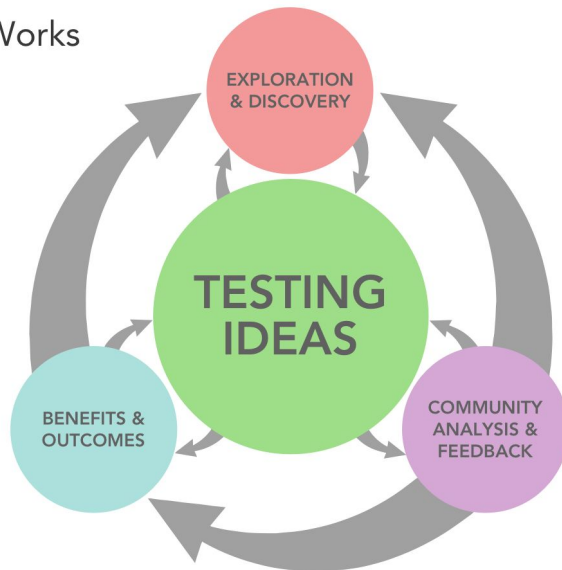 Works
EXPLORATION
& DISCOVERY
TESTING
IDEAS
BENEFITS &
OUTCOMES
COMMUNITY
ANALYSIS &
FEEDBACK